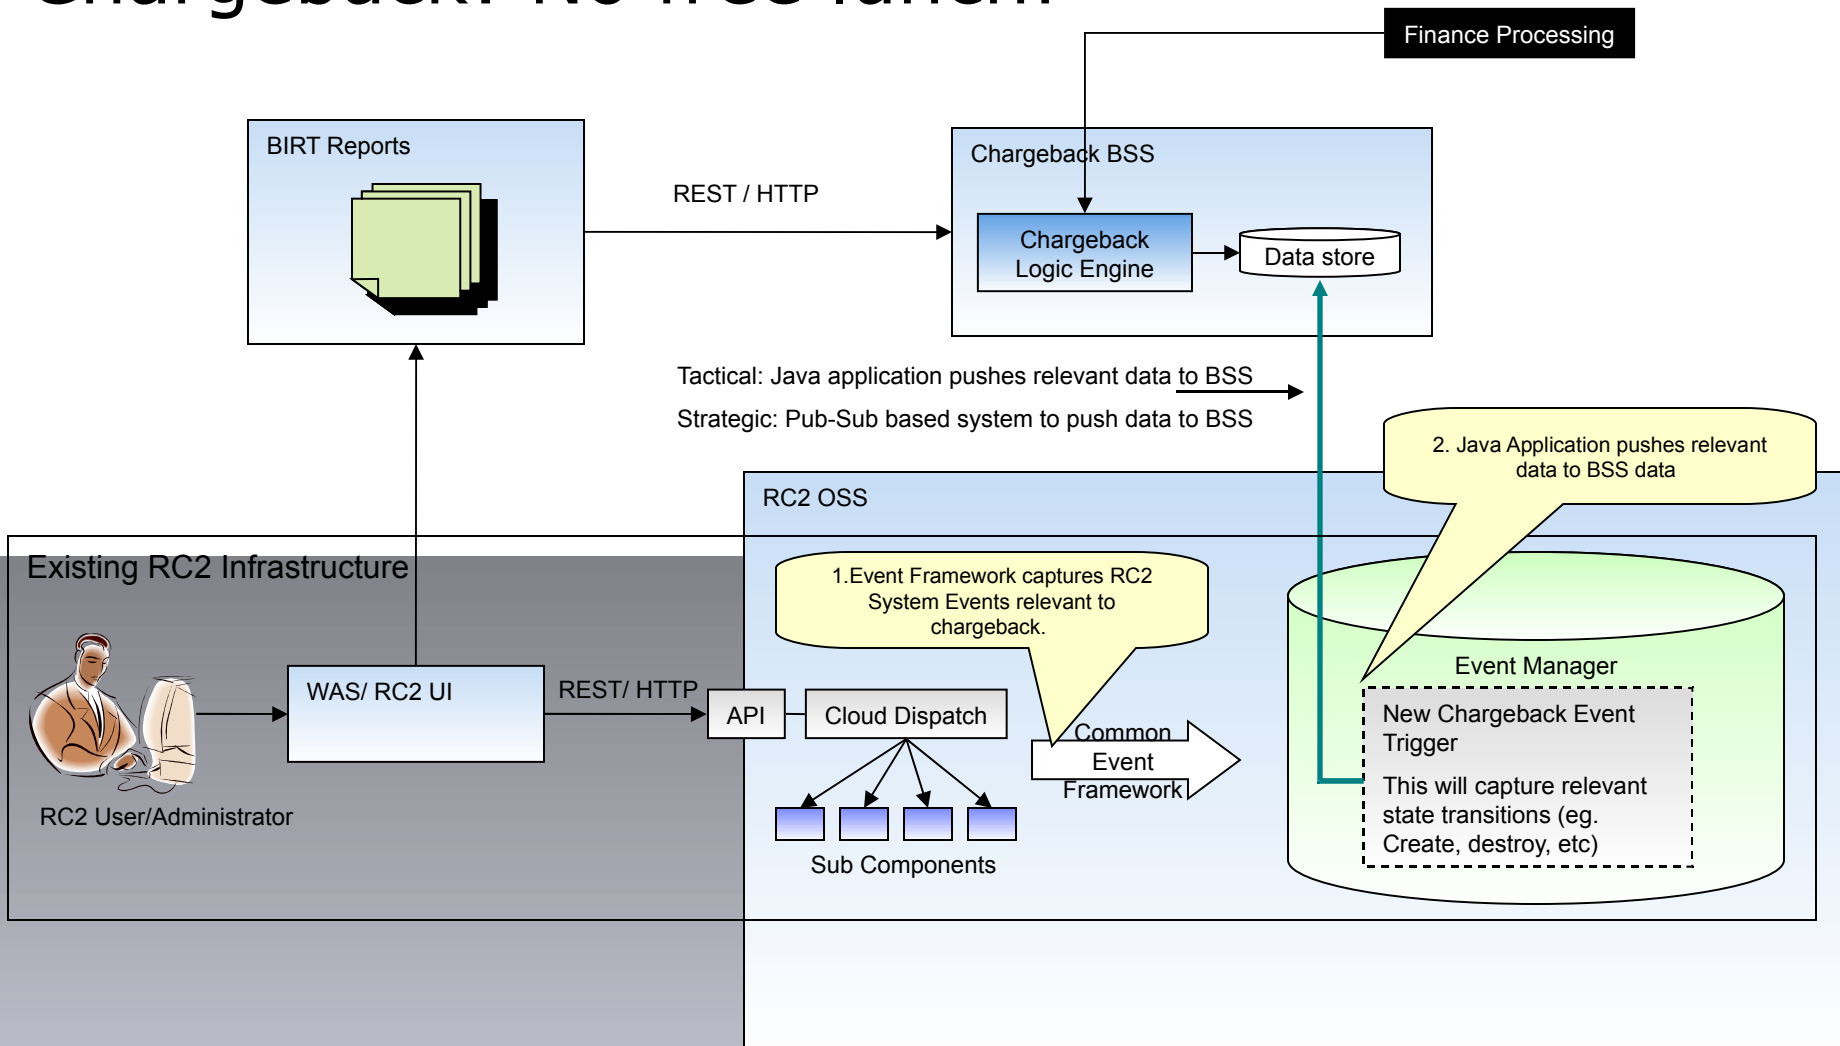 Chargeback: No free lunch!
Finance Processing
BIRT Reports
REST / HTTP
Chargeback BSS
Chargeback
Logic Engine
Data store
Tactical: Java application pushes relevant data to BSS
Strategic: Pub-Sub based system to push data to BSS
2. Java Application pushes relevant
data to BSS data
RC2 OSS
Existing RC2 Infrastructure
1.Event Framework captures RC2
System Events relevant to
chargeback.
Event Manager
WAS/ RC2 UI
REST/ HTTP
API
Cloud Dispatch
Common
Event
Framework
New Chargeback Event
Trigger
This will capture relevant
state transitions (eg.
Create, destroy, etc)
RC2 User/Administrator
Sub Components